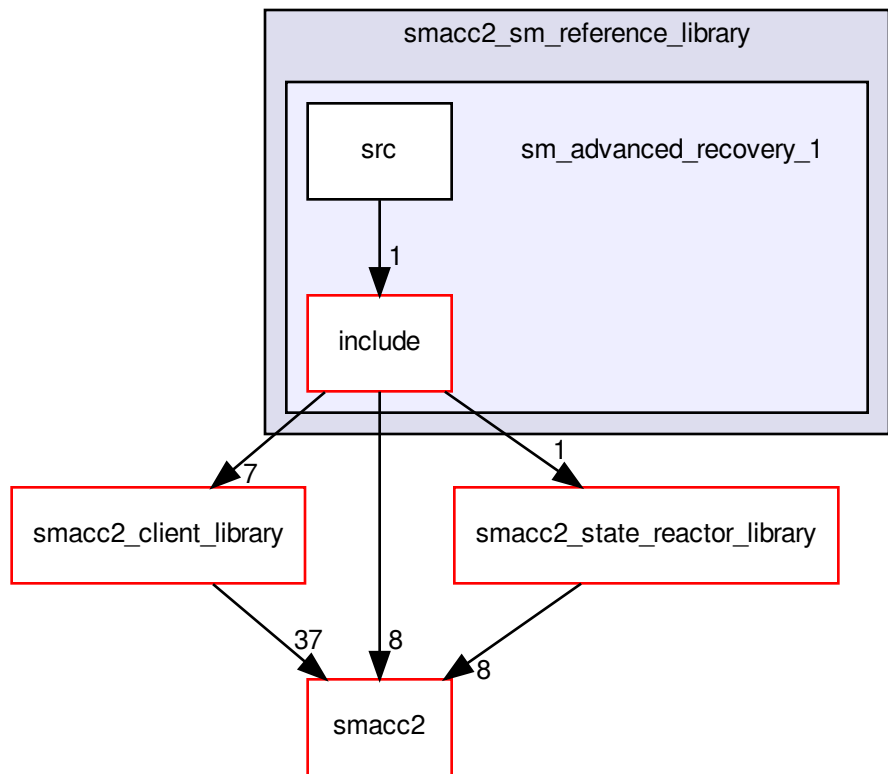 smacc2_sm_reference_library
src
sm_advanced_recovery_1
1
include
7
1
smacc2_client_library
smacc2_state_reactor_library
37
8
8
smacc2